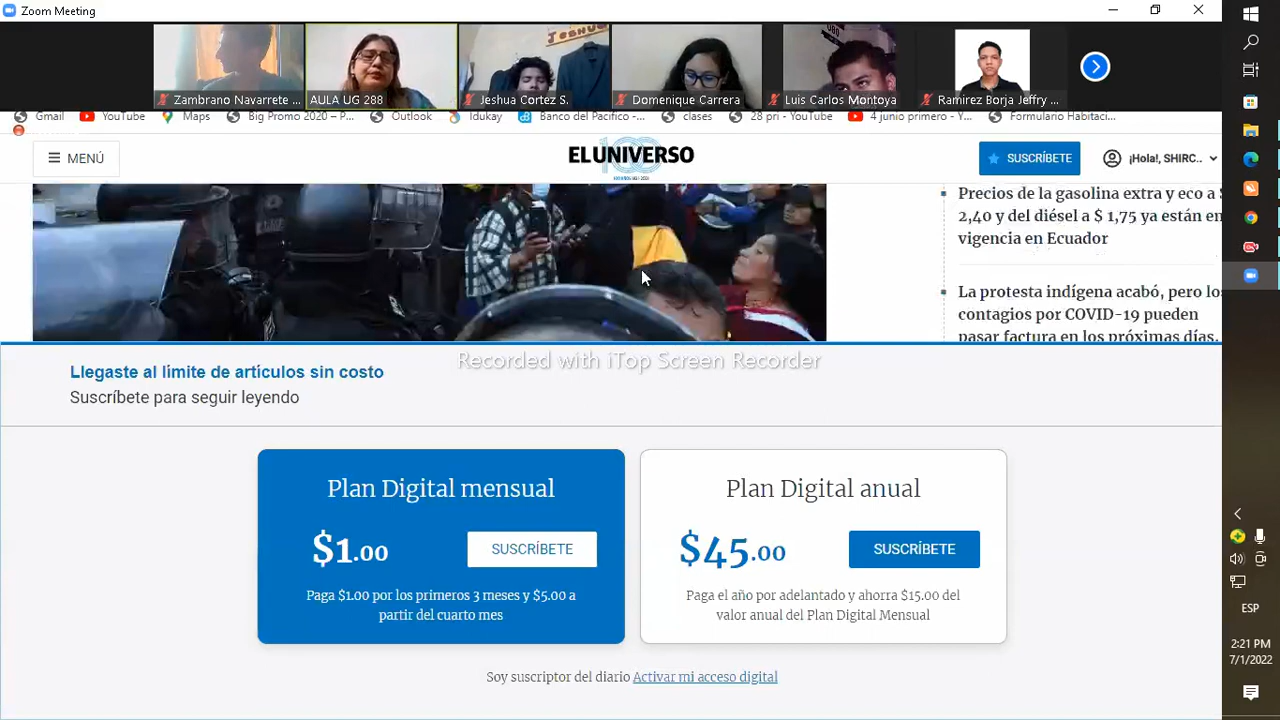 Zoom Meeting
Zambrano Navarrete ...
AULA UG 288
Jeshua Cortez S.
Domenique Carrera
Luis Carlos Montoya
Ramirez Borja Jeffry ...
Gmail
YouTube
Maps
Big Promo 2020 – P...
Outlook
Idukay
Banco del Pacifico -...
clases
28 pri - YouTube
4 junio primero - Y...
Formulario Habitaci...
MENÚ
EL UNIVERSO
SUSCRÍBETE
¡Hola!, SHIRC..
Precios de la gasolina extra y eco a $
2,40 y del diésel a $ 1,75 ya están en
vigencia en Ecuador
La protesta indígena acabó, pero los
contagios por COVID-19 pueden
pasar factura en los próximas días.
Recorded with iTop Screen Recorder
Llegaste al límite de artículos sin costo
Suscríbete para seguir leyendo
Plan Digital mensual
$1.00
SUSCRÍBETE
Paga $1.00 por los primeros 3 meses y $5.00 a
partir del cuarto mes
Plan Digital anual
$45.00
SUSCRÍBETE
Paga el año por adelantado y ahorra $15.00 del
valor anual del Plan Digital Mensual
Soy suscriptor del diario Activar mi acceso digital
ESP
2:21 PM
7/1/2022